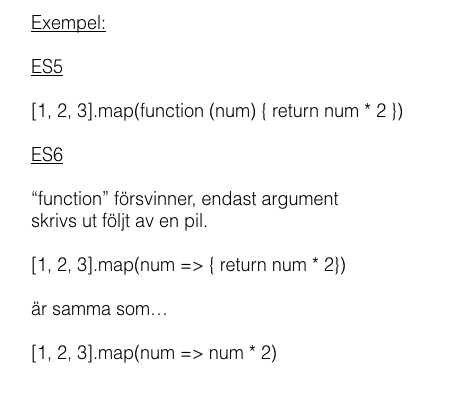 Exempel:
ES5
[1, 2, 3].map(function (num) { return num * 2 })
ES6
“function” försvinner, endast argument
skrivs ut följt av en pil.
[1, 2, 3].map(num => { return num * 2})
är samma som…
[1, 2, 3].map(num => num * 2)